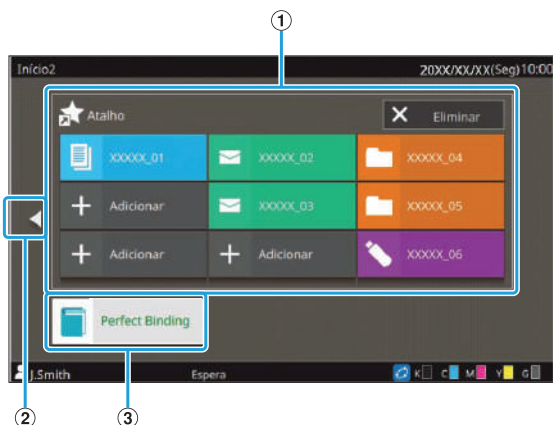 ①
Início2 20XX/XX/XX(Seg)10:00
Atalho Eliminar
XXXXX_01 XXXXX_02 XXXXX_04
Adicionar XXXXX_03 XXXXX_05
Adicionar Adicionar XXXXX_06
Perfect Binding
J.Smith Espera K C M Y G
② ③